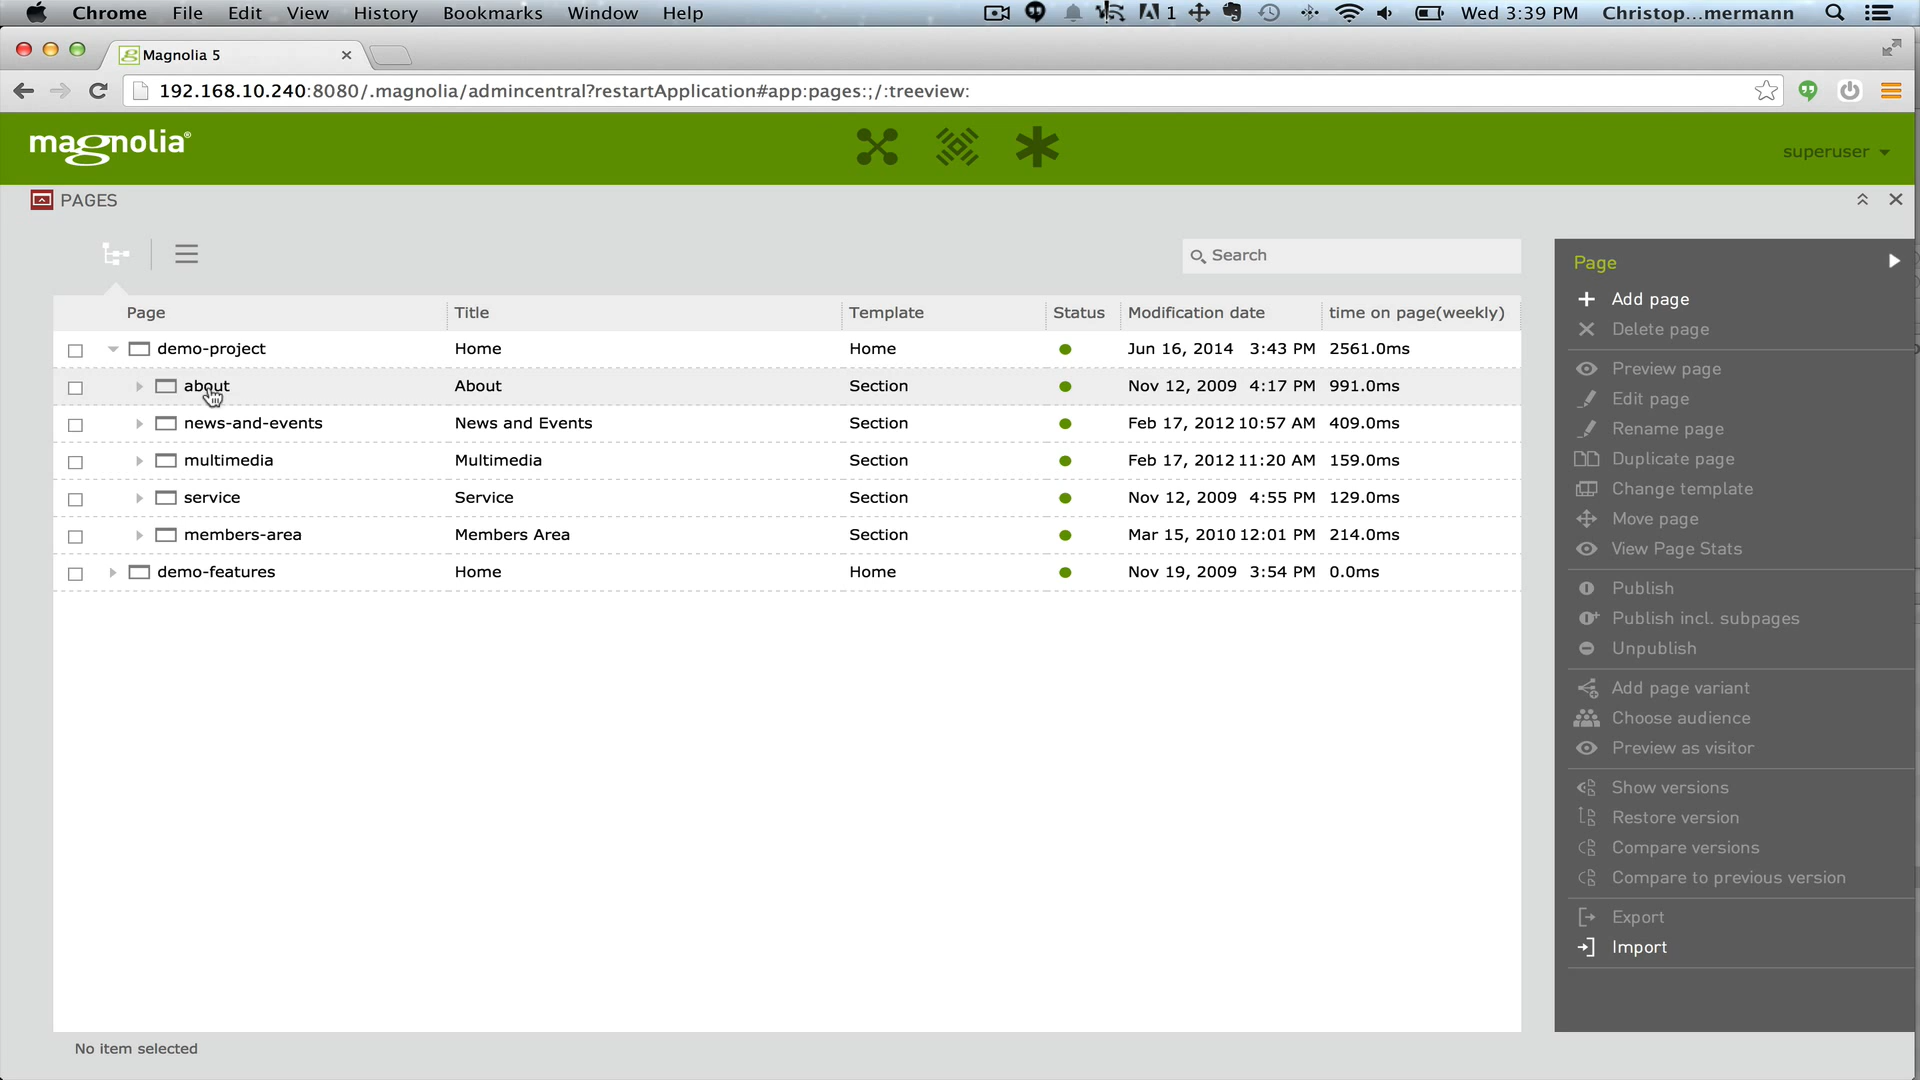 Chrome File Edit View History Bookmarks Window Help 1 Wed 3:39 PM Christop...mermann
Magnolia 5
192.168.10.240:8080/.magnolia/admincentral?restartApplication#app:pages:;/:treeview:
magnolia® superuser
PAGES
Search
Page Title Template Status Modification date time on page(weekly)
demo-project Home Home Jun 16, 2014 3:43 PM 2561.0ms
about About Section Nov 12, 2009 4:17 PM 991.0ms
news-and-events News and Events Section Feb 17, 2012 10:57 AM 409.0ms
multimedia Multimedia Section Feb 17, 2012 11:20 AM 159.0ms
service Service Section Nov 12, 2009 4:55 PM 129.0ms
members-area Members Area Section Mar 15, 2010 12:01 PM 214.0ms
demo-features Home Home Nov 19, 2009 3:54 PM 0.0ms
No item selected
Page
Add page
Delete page
Preview page
Edit page
Rename page
Duplicate page
Change template
Move page
View Page Stats
Publish
Publish incl. subpages
Unpublish
Add page variant
Choose audience
Preview as visitor
Show versions
Restore version
Compare versions
Compare to previous version
Export
Import